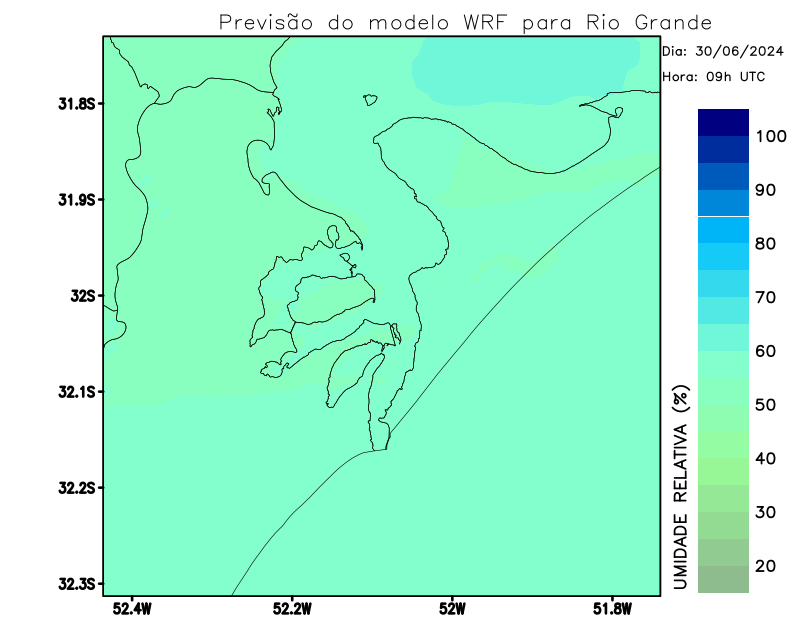 Previsão do modelo WRF para Rio Grande
Dia: 30/06/2024
Hora: 09h UTC
31.8S
31.9S
32S
32.1S
32.2S
32.3S
52.4W
52.2W
52W
51.8W
UMIDADE RELATIVA (%)
100
90
80
70
60
50
40
30
20